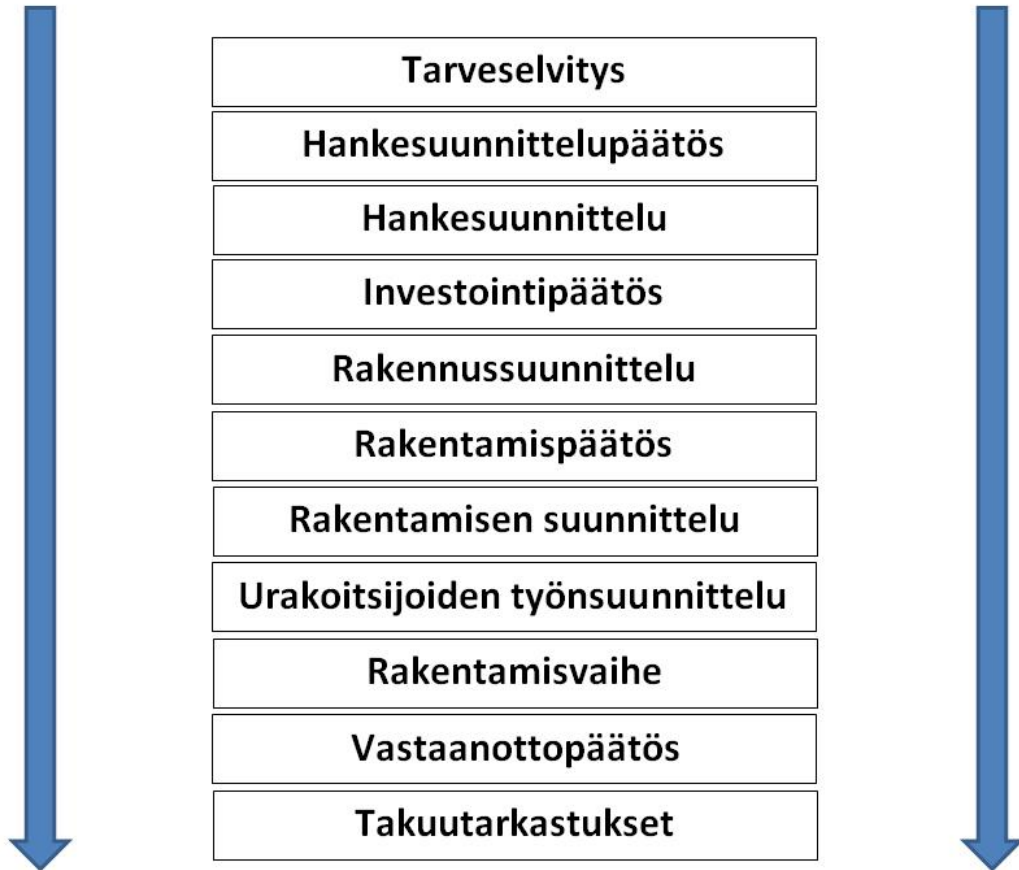 Tarveselvitys
Hankesuunnittelupäätös
Hankesuunnittelu
Investointipäätös
Rakennussuunnittelu
Rakentamispäätös
Rakentamisen suunnittelu
Urakoitsijoiden työnsuunnittelu
Rakentamisvaihe
Vastaanottopäätös
Takuutarkastukset